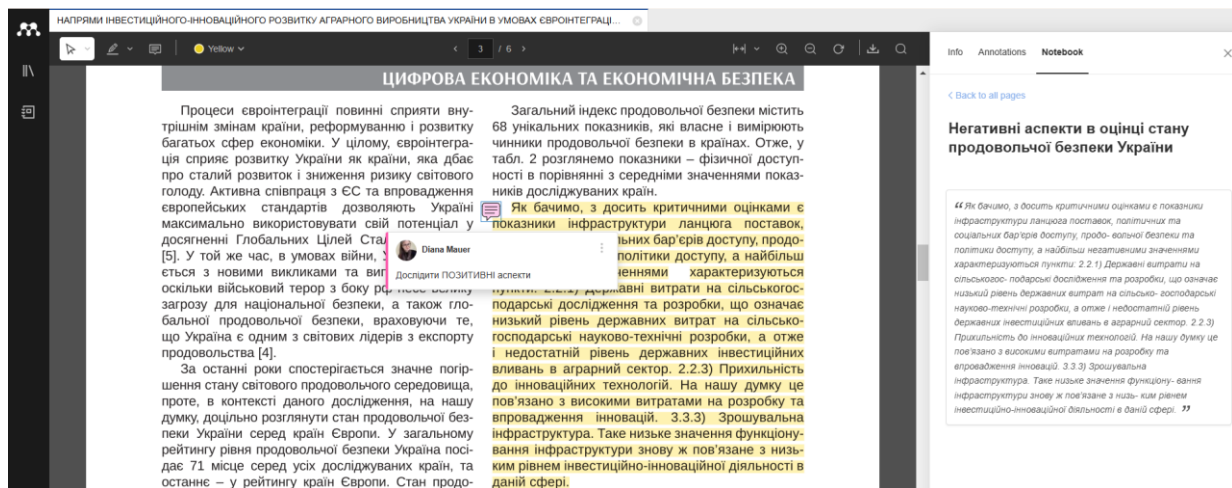 НАПРЯМИ ІНВЕСТИЦІЙНОГО-ІННОВАЦІЙНОГО РОЗВИТКУ АГРАРНОГО ВИРОБНИЦТВА УКРАЇНИ В УМОВАХ ЄВРОІНТЕГРАЦІ...
Yellow
3 / 6
ЦИФРОВА ЕКОНОМІКА ТА ЕКОНОМІЧНА БЕЗПЕКА
Процеси євроінтеграції повинні сприяти вну-
трішнім змінам країни, реформуванню і розвитку
багатьох сфер економіки. У цілому, євроінтегра-
ція сприяє розвитку України як країни, яка дбає
про сталий розвиток і зниження ризику світового
голоду. Активна співпраця з ЄС та впровадження
європейських стандартів дозволяють Україні
максимально використовувати свій потенціал у
досягненні Глобальних Цілей Ста
[5]. У той же час, в умовах війни,
ється з новими викликами та
оскільки військовий терор з боку рф несе велику
загрозу для національної безпеки, а також гло-
бальної продовольчої безпеки, враховуючи те,
що Україна є одним з світових лідерів з експорту
продовольства [4].
За останні роки спостерігається значне погір-
шення стану світового продовольчого середовища,
проте, в контексті даного дослідження, на нашу
думку, доцільно розглянути стан продовольчої без-
пеки України серед країн Європи. У загальному
рейтингу рівня продовольчої безпеки Україна посі-
дає 71 місце серед усіх досліджуваних країн, та
останнє – у рейтингу країн Європи. Стан продо-
Загальний індекс продовольчої безпеки містить
68 унікальних показників, які власне і вимірюють
чинники продовольчої безпеки в країнах. Отже, у
табл. 2 розглянемо показники – фізичної доступ-
ності в порівнянні з середніми значеннями показ-
ників досліджуваних країн.
Як бачимо, з досить критичними оцінками є
показники інфраструктури ланцюга поставок,
льних бар'єрів доступу, продо-
політики доступу, а найбільш
ченнями характеризуються
пункти: 2.2.1) Державні витрати на сільськогос-
подарські дослідження та розробки, що означає
низький рівень державних витрат на сільсько-
господарські науково-технічні розробки, а отже
і недостатній рівень державних інвестиційних
вливань в аграрний сектор. 2.2.3) Прихильність
до інноваційних технологій. На нашу думку це
пов'язано з високими витратами на розробку та
впровадження інновацій. 3.3.3) Зрошувальна
інфраструктура. Таке низьке значення функціону-
вання інфраструктури знову ж пов'язане з низь-
ким рівнем інвестиційно-інноваційної діяльності в
даній сфері.
Diana Mauer
Дослідити ПОЗИТИВНІ аспекти
Info Annotations Notebook
Back to all pages
Негативні аспекти в оцінці стану
продовольчої безпеки України
“ Як бачимо, з досить критичними оцінками є показники
інфраструктури ланцюга поставок, політичних та
соціальних бар'єрів доступу, продо- вольчої безпеки та
політики доступу, а найбільш негативними значеннями
характеризуються пункти: 2.2.1) Державні витрати на
сільськогос- подарські дослідження та розробки, що означає
низький рівень державних витрат на сільсько- господарські
науково-технічні розробки, а отже і недостатній рівень
державних інвестиційних вливань в аграрний сектор. 2.2.3)
Прихильність до інноваційних технологій. На нашу думку це
пов'язано з високими витратами на розробку та
впровадження інновацій. 3.3.3) Зрошувальна
інфраструктура. Таке низьке значення функціону- вання
інфраструктури знову ж пов'язане з низь- ким рівнем
інвестиційно-інноваційної діяльності в даній сфері. ”